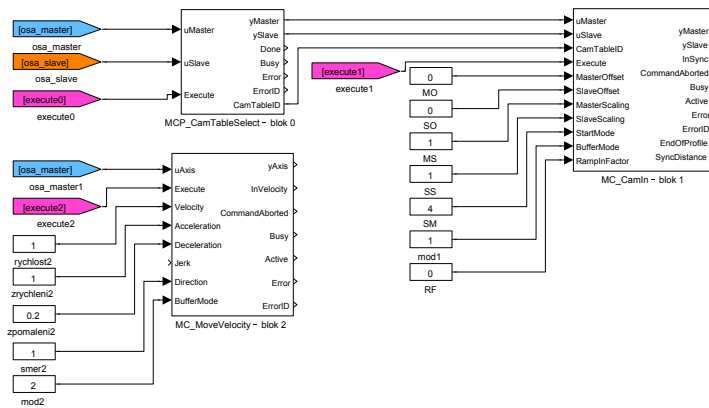 [osa_master]
osa_master
[osa_slave]
osa_slave
[execute0]
execute0
uMaster
uSlave
Execute
yMaster
ySlave
Done
Busy
Error
ErrorID
CamTableID
MCP_CamTableSelect - blok 0
[execute1]
execute1
0
MO
0
SO
1
MS
1
SS
4
SM
1
mod1
0
RF
uMaster
uSlave
CamTableID
Execute
MasterOffset
SlaveOffset
MasterScaling
SlaveScaling
StartMode
BufferMode
RampInFactor
yMaster
ySlave
InSync
CommandAborted
Busy
Active
Error
ErrorID
EndOfProfile
SyncDistance
MC_CamIn - blok 1
[osa_master]
osa_master1
[execute2]
execute2
1
rychlost2
1
zrychleni2
0.2
zpomaleni2
1
smer2
2
mod2
uAxis
Execute
Velocity
Acceleration
Deceleration
Jerk
Direction
BufferMode
yAxis
InVelocity
CommandAborted
Busy
Active
Error
ErrorID
MC_MoveVelocity - blok 2